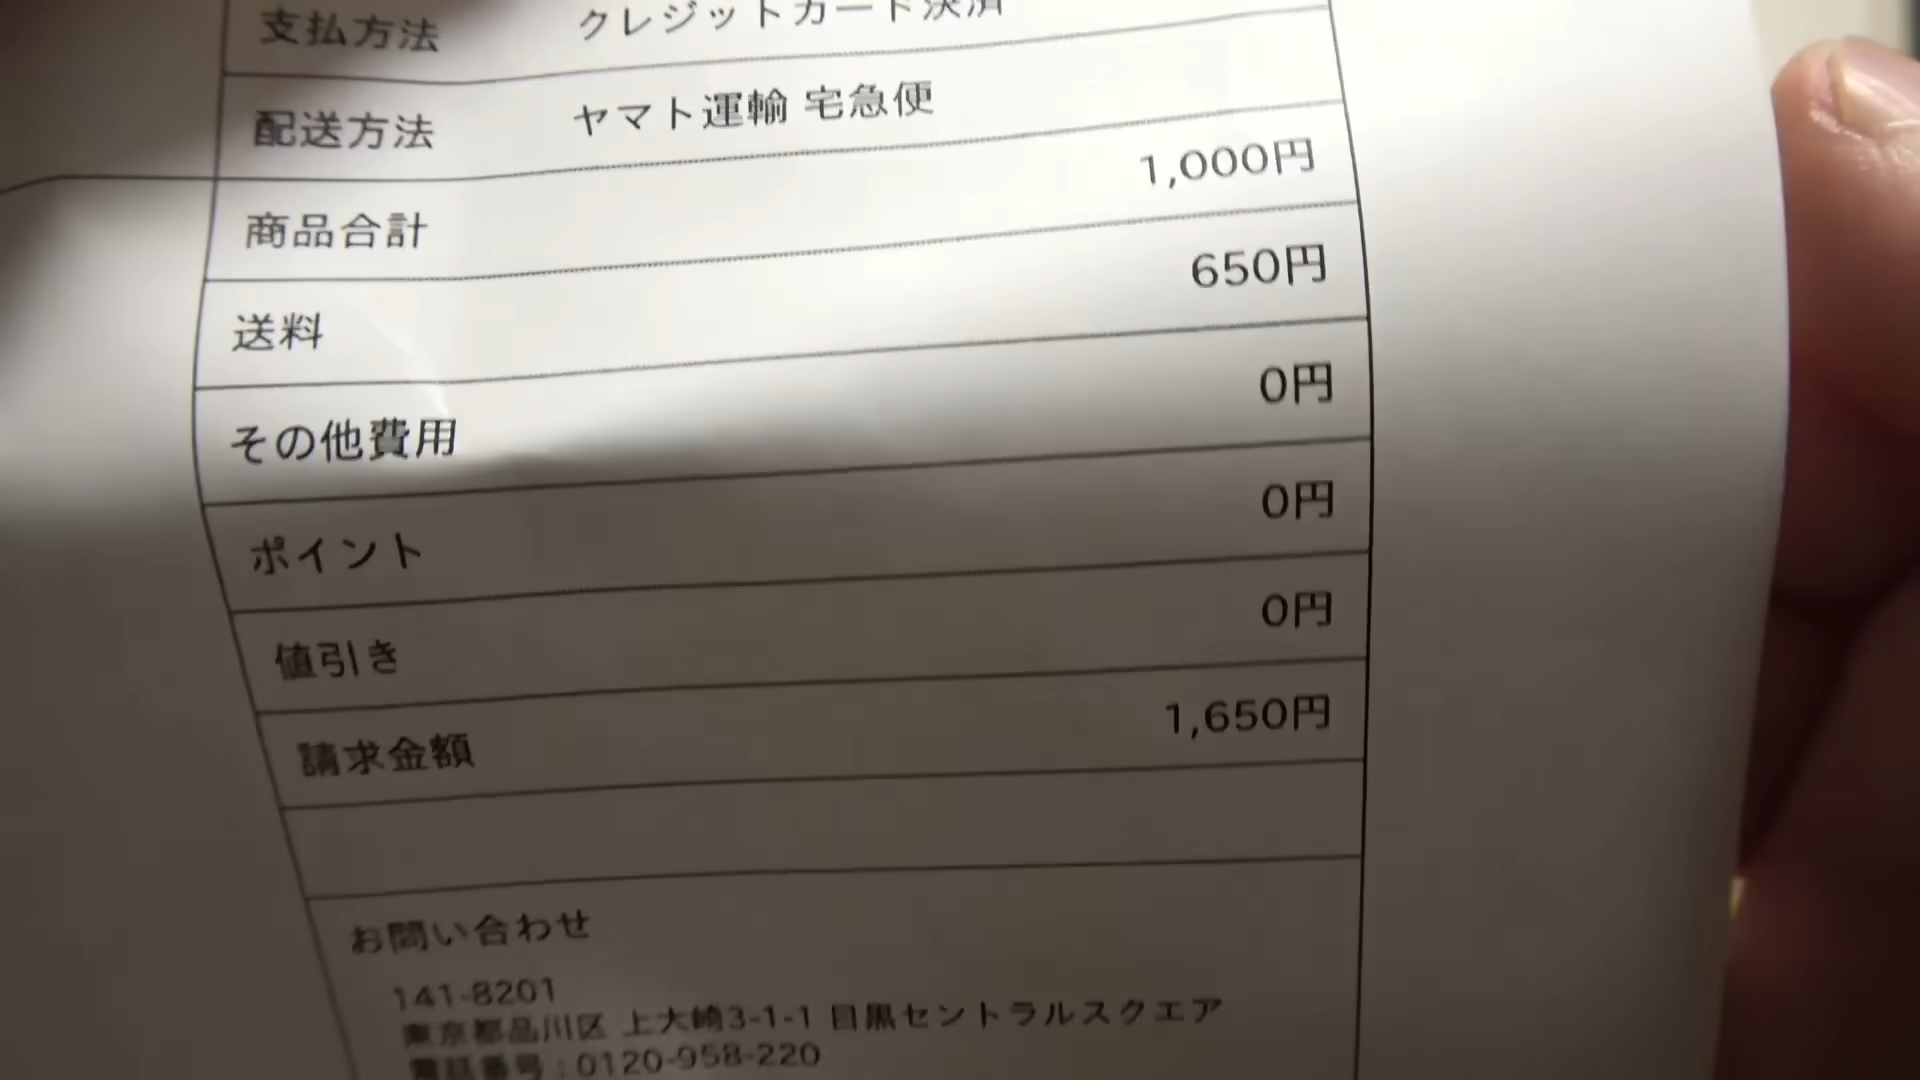 支払方法 クレジットカード決済
配送方法 ヤマト運輸 宅急便
商品合計 1,000円
送料 650円
その他費用 0円
ポイント 0円
値引き 0円
請求金額 1,650円
お問い合わせ
141-8201
東京都品川区 上大崎3-1-1 目黒セントラルスクエア
電話番号 : 0120-958-220